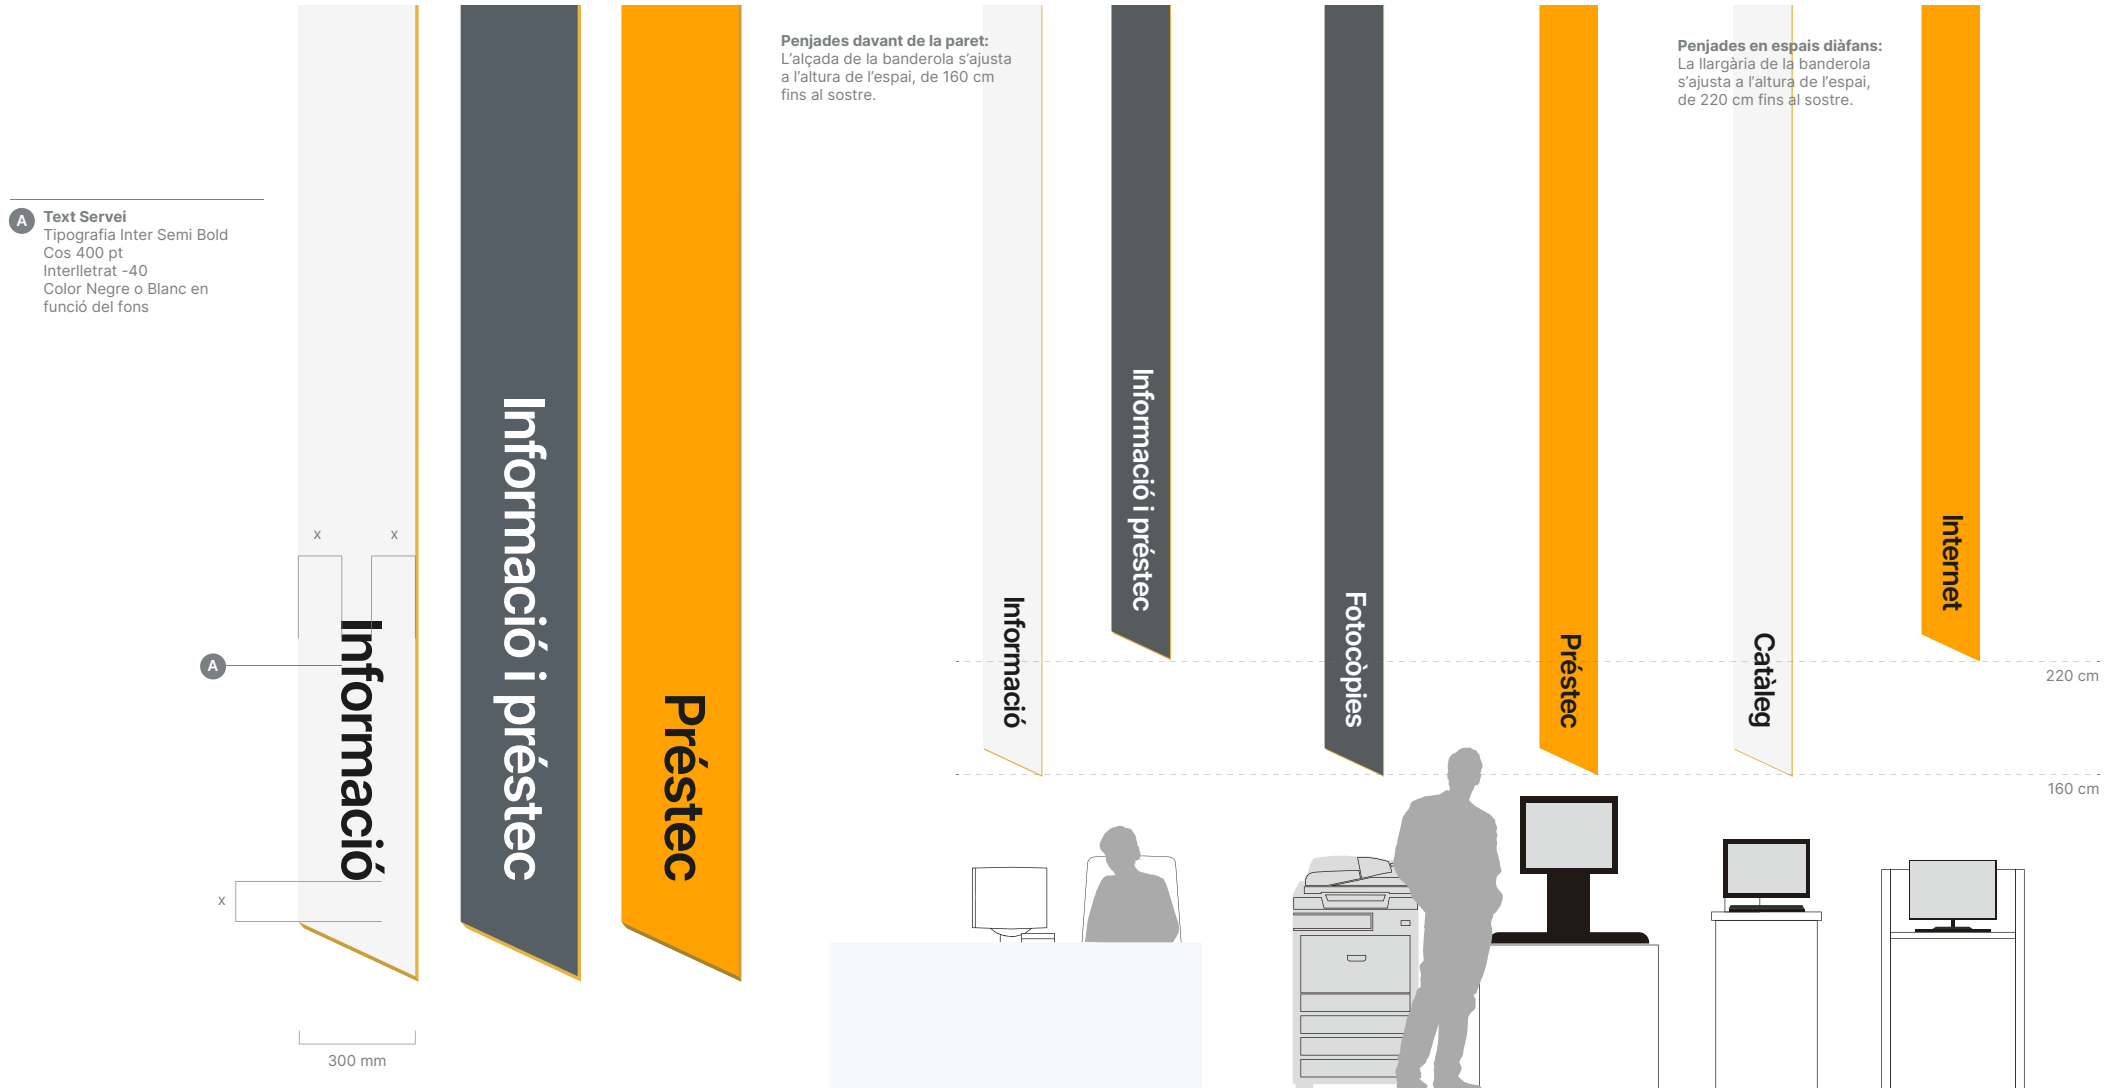 A
Text Servei
Tipografia Inter Semi Bold
Cos 400 pt
Interlletrat -40
Color Negre o Blanc en
funció del fons
x
x
A
x
300 mm
Informació
Informació i préstec
Préstec
Penjades davant de la paret:
L’alçada de la banderola s’ajusta
a l’altura de l’espai, de 160 cm
fins al sostre.
Penjades en espais diàfans:
La llargària de la banderola
s’ajusta a l’altura de l’espai,
de 220 cm fins al sostre.
Informació
Informació i préstec
Fotocòpies
Préstec
Catàleg
Internet
220 cm
160 cm